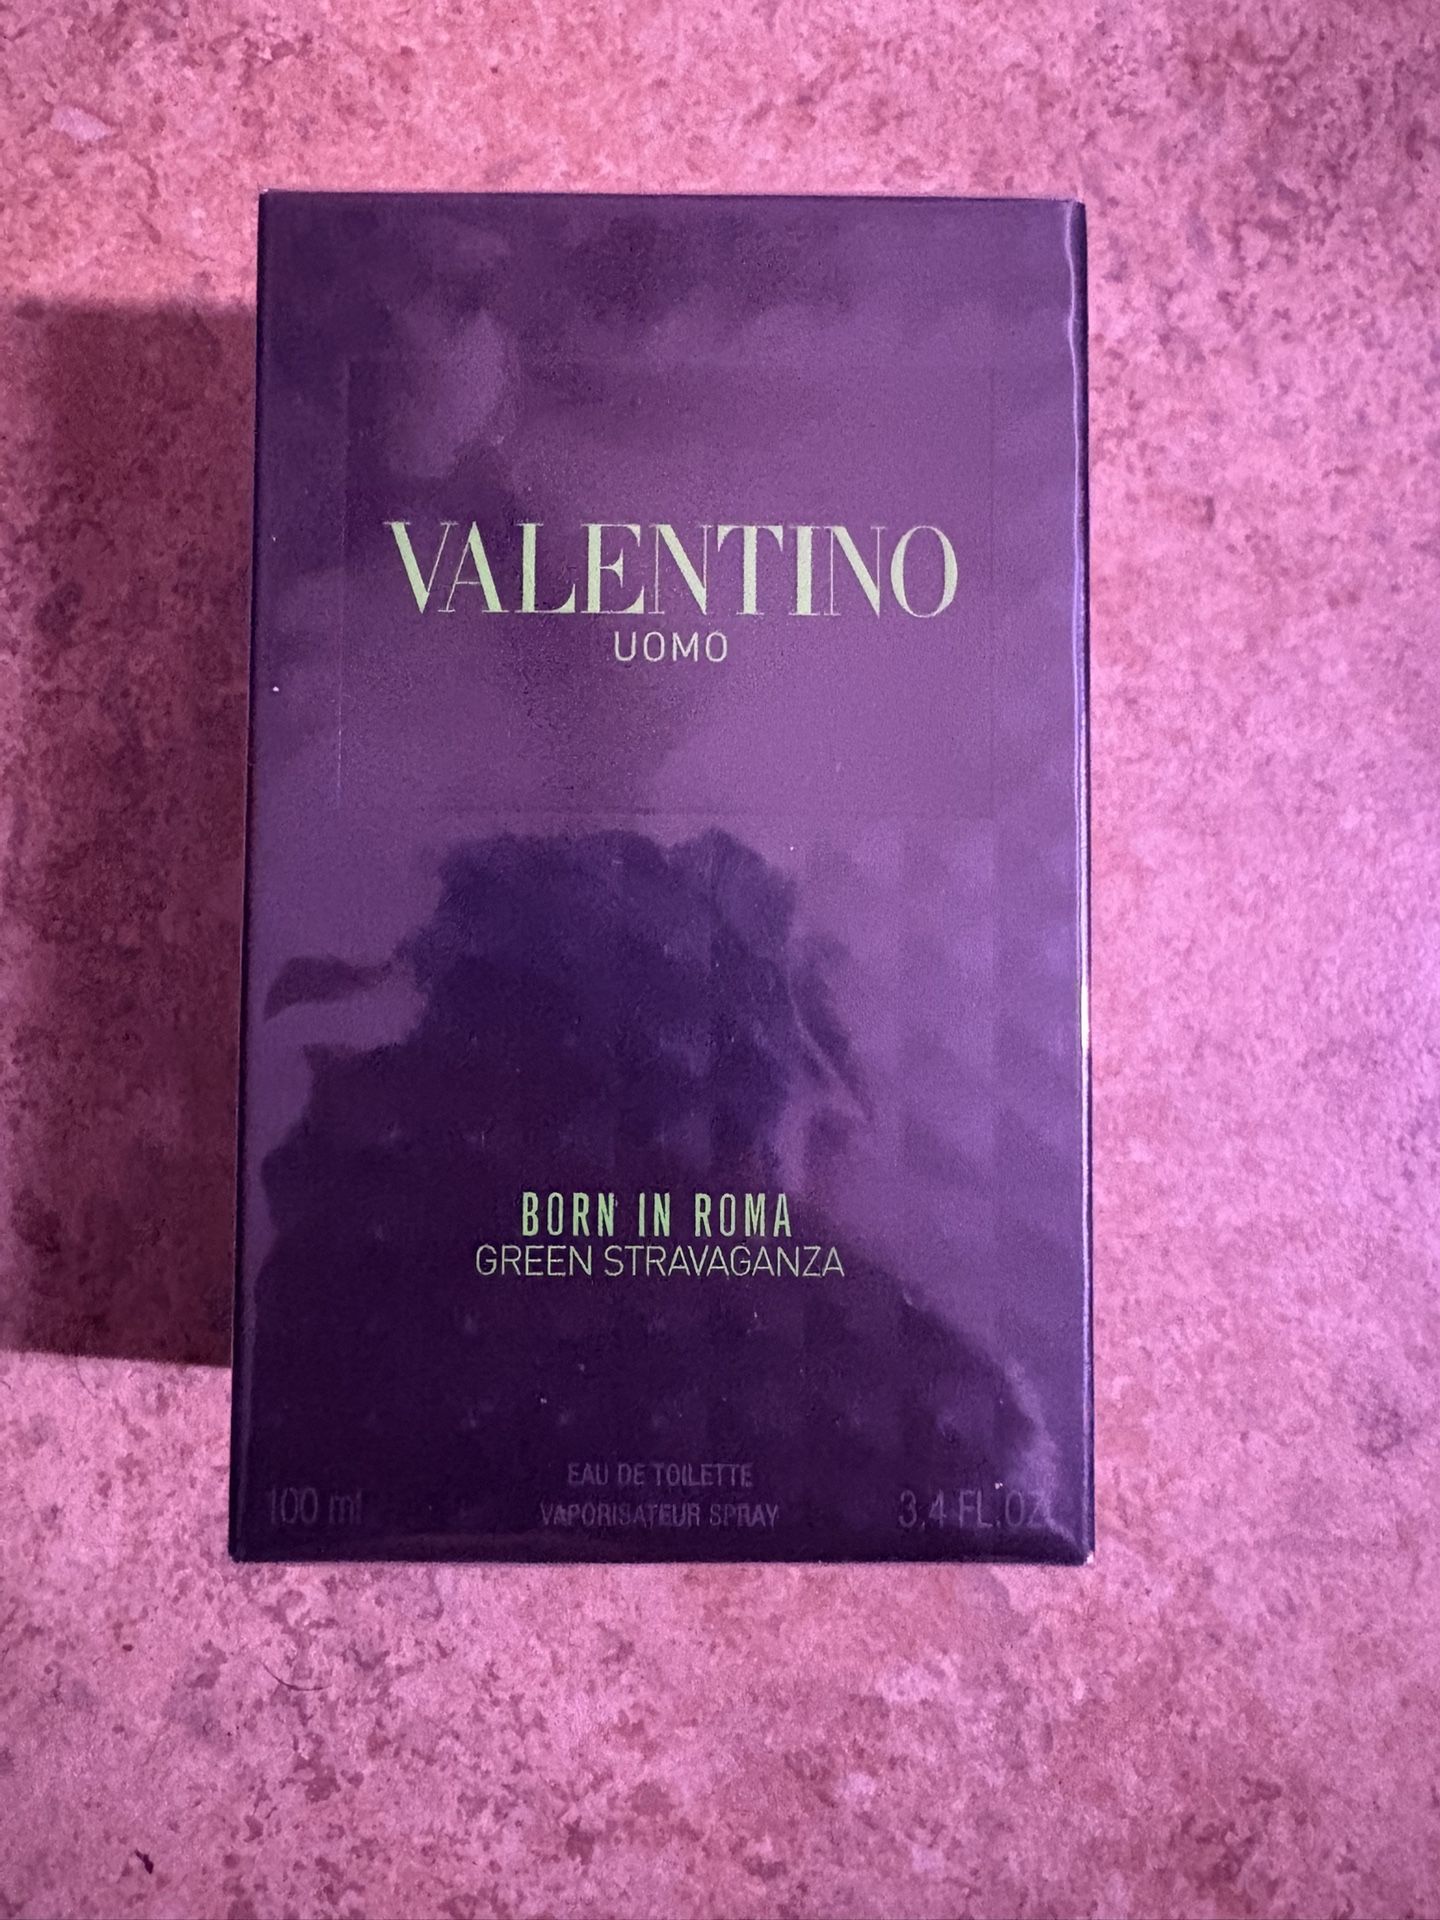 VALENTINO
UOMO
BORN IN ROMA
GREEN STRAVAGANZA
EAU DE TOILETTE
100 ml VAPORISATEUR SPRAY 3.4 FL.OZ.